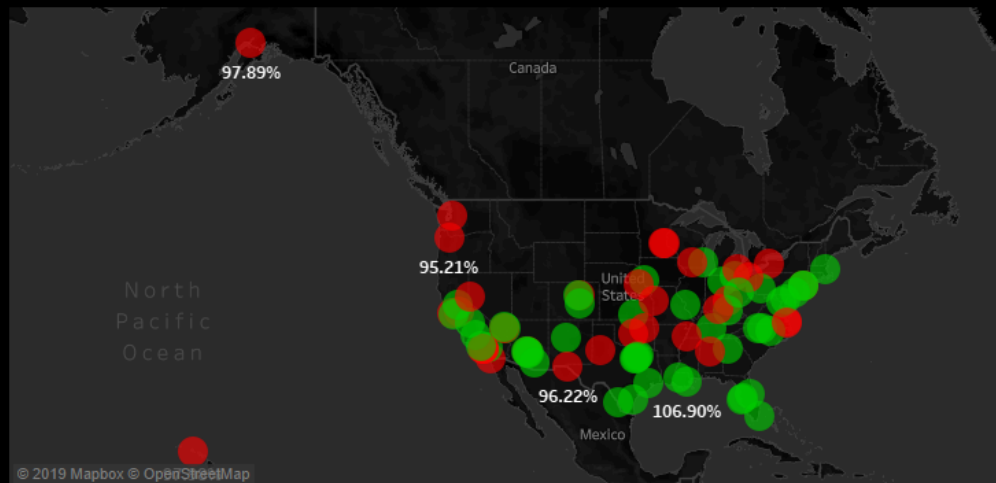 97.89%
Canada
95.21%
United
States
North
Pacific
Ocean
96.22%
106.90%
Mexico
© 2019 Mapbox © OpenStreetMap